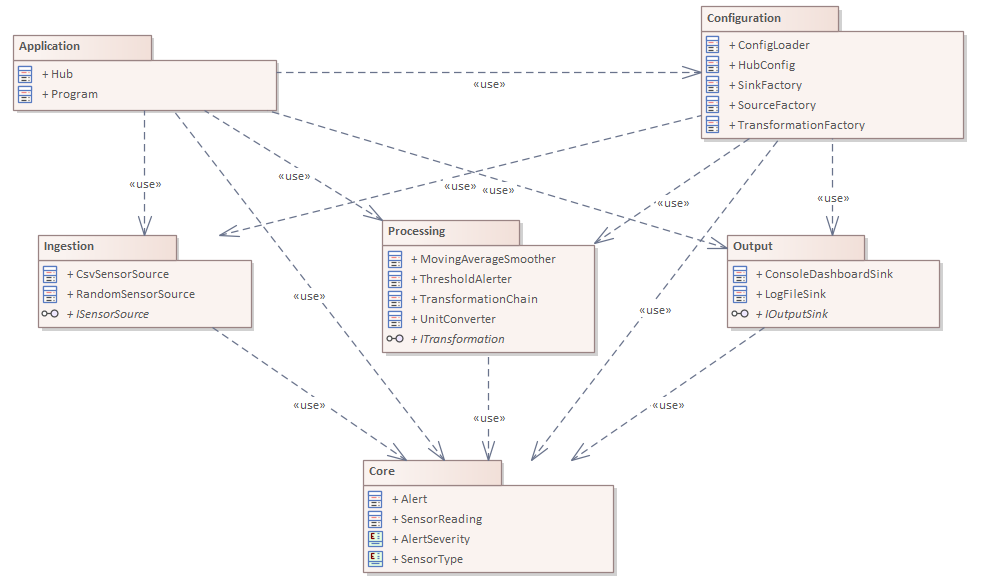 Configuration
+ ConfigLoader
+ HubConfig
+ SinkFactory
+ SourceFactory
+ TransformationFactory
Application
+ Hub
+ Program
«use»
«use»
«use»
«use»
«use»
«use»
«use»
Ingestion
+ CsvSensorSource
+ RandomSensorSource
+ ISensorSource
Processing
+ MovingAverageSmoother
+ ThresholdAlerter
+ TransformationChain
+ UnitConverter
+ ITransformation
Output
+ ConsoleDashboardSink
+ LogFileSink
+ IOutputSink
«use»
«use»
«use»
«use»
«use»
Core
+ Alert
+ SensorReading
+ AlertSeverity
+ SensorType